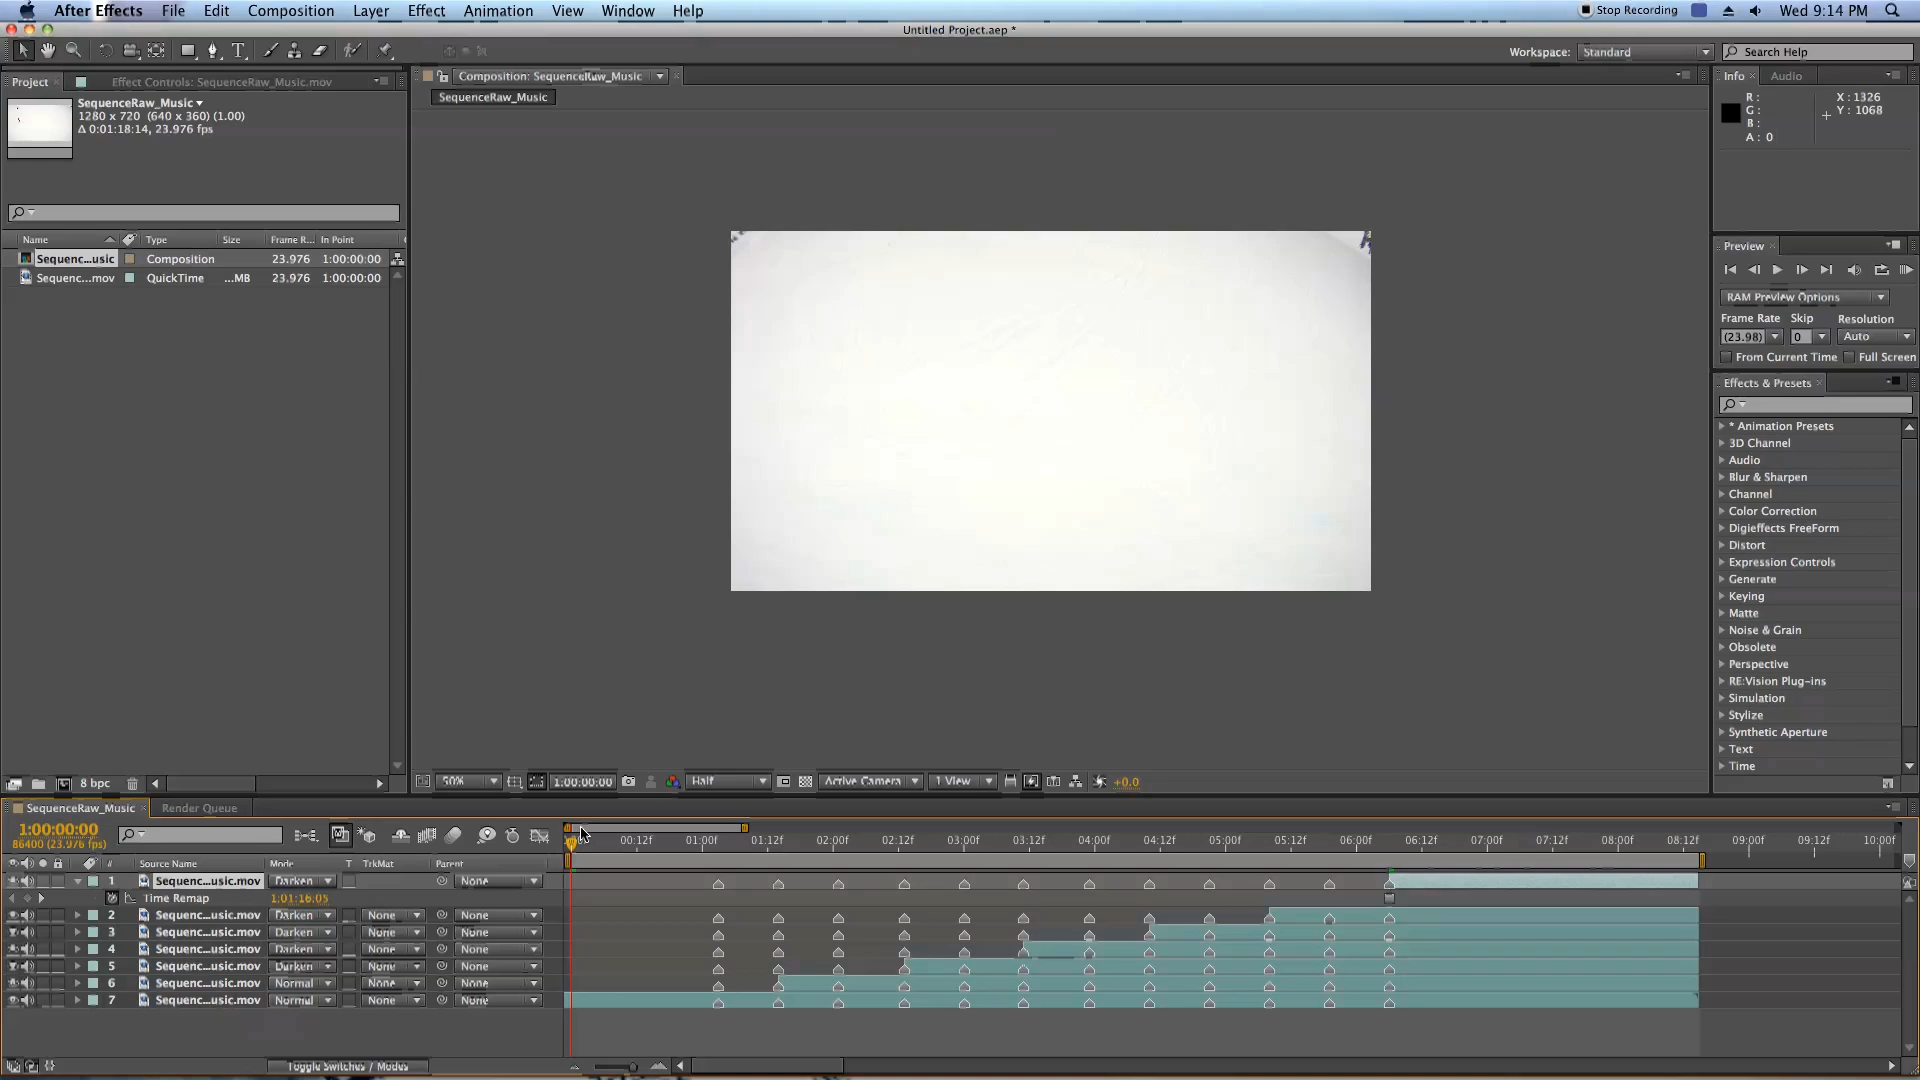 After Effects File Edit Composition Layer Effect Animation View Window Help Stop Recording Wed 9:14 PM
Untitled Project.aep *
Workspace: Standard Search Help
Project Effect Controls: SequenceRaw_Music.mov Composition: SequenceRaw_Music Info Audio
SequenceRaw_Music
1280 x 720 (640 x 360) (1.00)
Δ 0:01:18:14, 23.976 fps
SequenceRaw_Music
R : X : 1326
G : Y : 1068
B :
A : 0
Name Type Size Frame R... In Point
Sequenc...usic Composition 23.976 1:00:00:00
Sequenc...mov QuickTime ...MB 23.976 1:00:00:00
Preview
RAM Preview Options
Frame Rate Skip Resolution
(23.98) 0 Auto
From Current Time Full Screen
Effects & Presets
* Animation Presets
3D Channel
Audio
Blur & Sharpen
Channel
Color Correction
Digieffects FreeForm
Distort
Expression Controls
Generate
Keying
Matte
Noise & Grain
Obsolete
Perspective
RE:Vision Plug-ins
Simulation
Stylize
Synthetic Aperture
Text
Time
8 bpc 50% 1:00:00:00 Half Active Camera 1 View +0.0
SequenceRaw_Music Render Queue
1:00:00:00
86400 (23.976 fps)
00:12f 01:00f 01:12f 02:00f 02:12f 03:00f 03:12f 04:00f 04:12f 05:00f 05:12f 06:00f 06:12f 07:00f 07:12f 08:00f 08:12f 09:00f 09:12f 10:00f
# Source Name Mode T TrkMat Parent
1 Sequenc...usic.mov Darken None
Time Remap 1:01:16:05
2 Sequenc...usic.mov Darken None None
3 Sequenc...usic.mov Darken None None
4 Sequenc...usic.mov Darken None None
5 Sequenc...usic.mov Darken None None
6 Sequenc...usic.mov Normal None None
7 Sequenc...usic.mov Normal None None
Toggle Switches / Modes